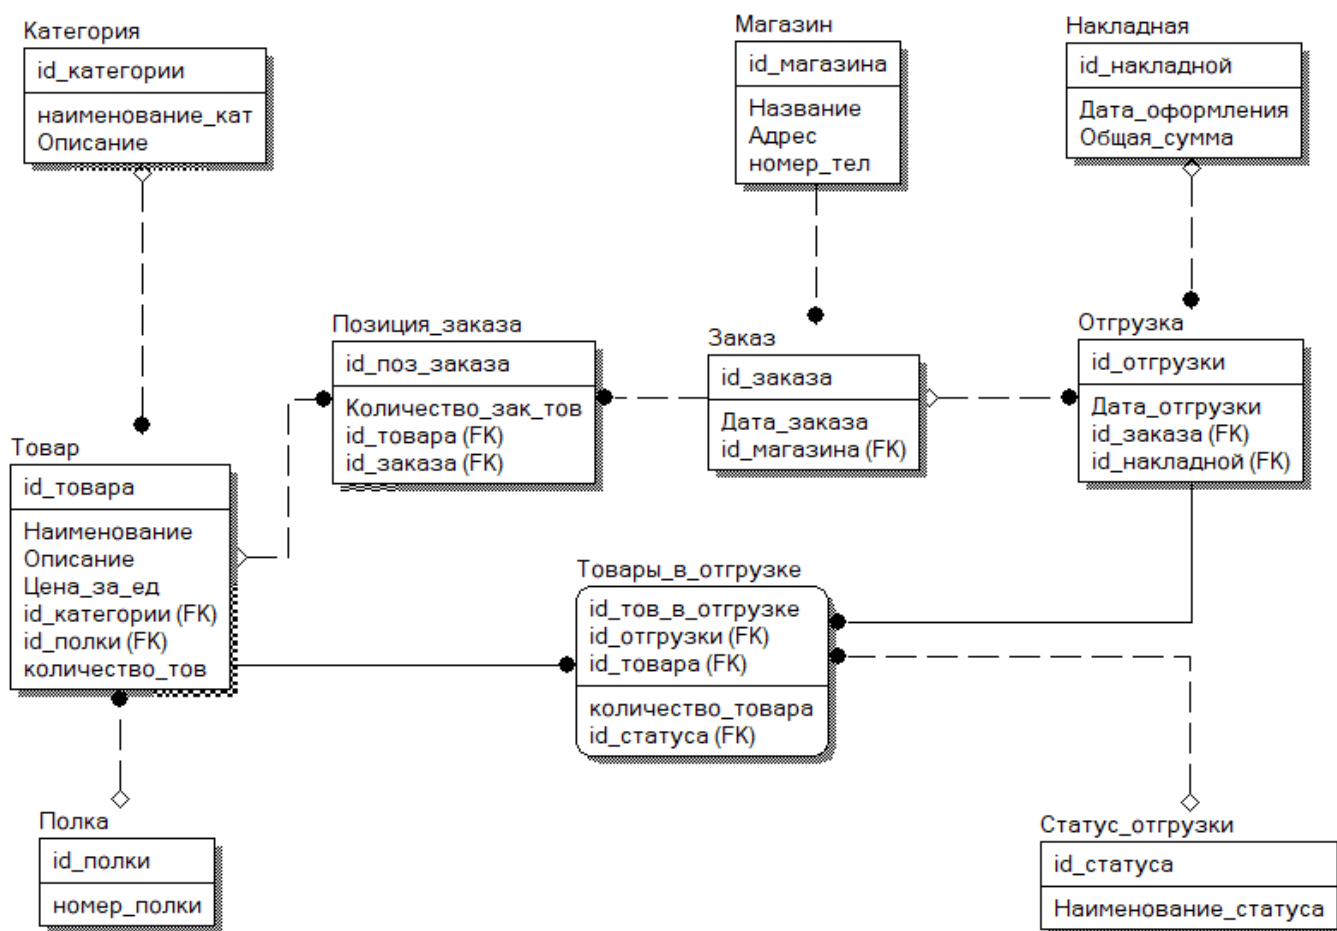 Категория
id_категории
наименование_кат
Описание
Магазин
id_магазина
Название
Адрес
номер_тел
Накладная
id_накладной
Дата_оформления
Общая_сумма
Позиция_заказа
id_поз_заказа
Количество_зак_тов
id_товара (FK)
id_заказа (FK)
Заказ
id_заказа
Дата_заказа
id_магазина (FK)
Отгрузка
id_отгрузки
Дата_отгрузки
id_заказа (FK)
id_накладной (FK)
Товар
id_товара
Наименование
Описание
Цена_за_ед
id_категории (FK)
id_полки (FK)
количество_тов
Товары_в_отгрузке
id_тов_в_отгрузке
id_отгрузки (FK)
id_товара (FK)
количество_товара
id_статуса (FK)
Полка
id_полки
номер_полки
Статус_отгрузки
id_статуса
Наименование_статуса